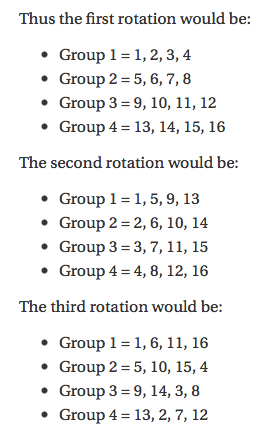 Thus the first rotation would be:
• Group 1 = 1, 2, 3, 4
• Group 2 = 5, 6, 7, 8
• Group 3 = 9, 10, 11, 12
• Group 4 = 13, 14, 15, 16
The second rotation would be:
• Group 1 = 1, 5, 9, 13
• Group 2 = 2, 6, 10, 14
• Group 3 = 3, 7, 11, 15
• Group 4 = 4, 8, 12, 16
The third rotation would be:
• Group 1 = 1, 6, 11, 16
• Group 2 = 5, 10, 15, 4
• Group 3 = 9, 14, 3, 8
• Group 4 = 13, 2, 7, 12